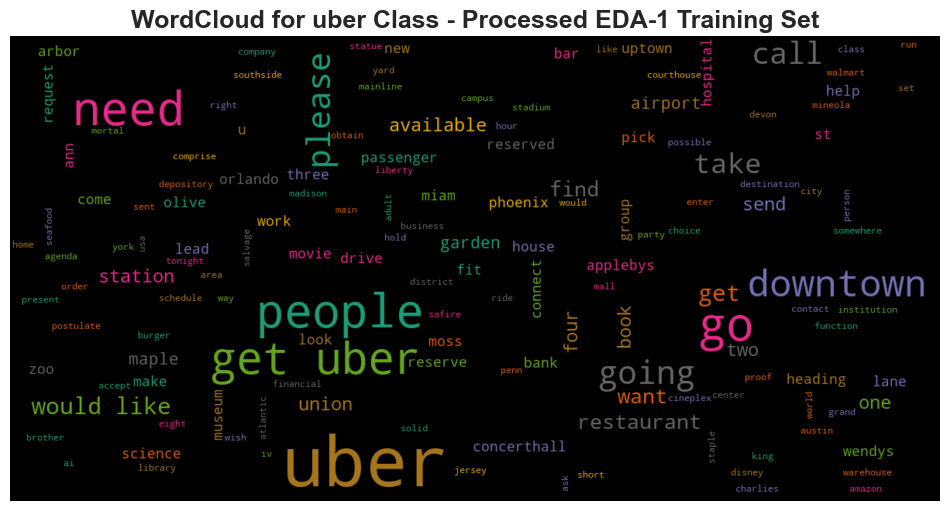 WordCloud for uber Class - Processed EDA-1 Training Set
arbor
company
statue
new
bar
like
uptown
call
class
run
request
southside
yard
mainline
courthouse
hospital
walmart
help
set
need
right
please
campus
stadium
airport
mineola
mortal
u
obtain
available
hour
reserved
pick
possible
devon
st
ann
comprise
passenger
liberty
take
depository
orlando
three
find
destination
city
come
sent
olive
madison
main
adult
miam
phoenix
would
group
send
enter
person
seafood
work
business
home
york
usa
lead
salvage
hold
garden
house
party
choice
somewhere
agenda
tonight
movie
drive
connect
applebys
station
area
fit
order
district
mall
get
downtown
present
schedule
way
people
ride
safire
four
book
go
contact
institution
postulate
burger
look
moss
function
zoo
maple
get uber
reserve
bank
two
accept
make
financial
penn
going
proof
heading
lane
would like
museum
atlantic
union
want
cineplex
center
world
grand
one
eight
solid
restaurant
austin
brother
wish
concerthall
staple
science
iv
king
wendys
ai
library
uber
jersey
ask
short
disney
warehouse
charlies
amazon